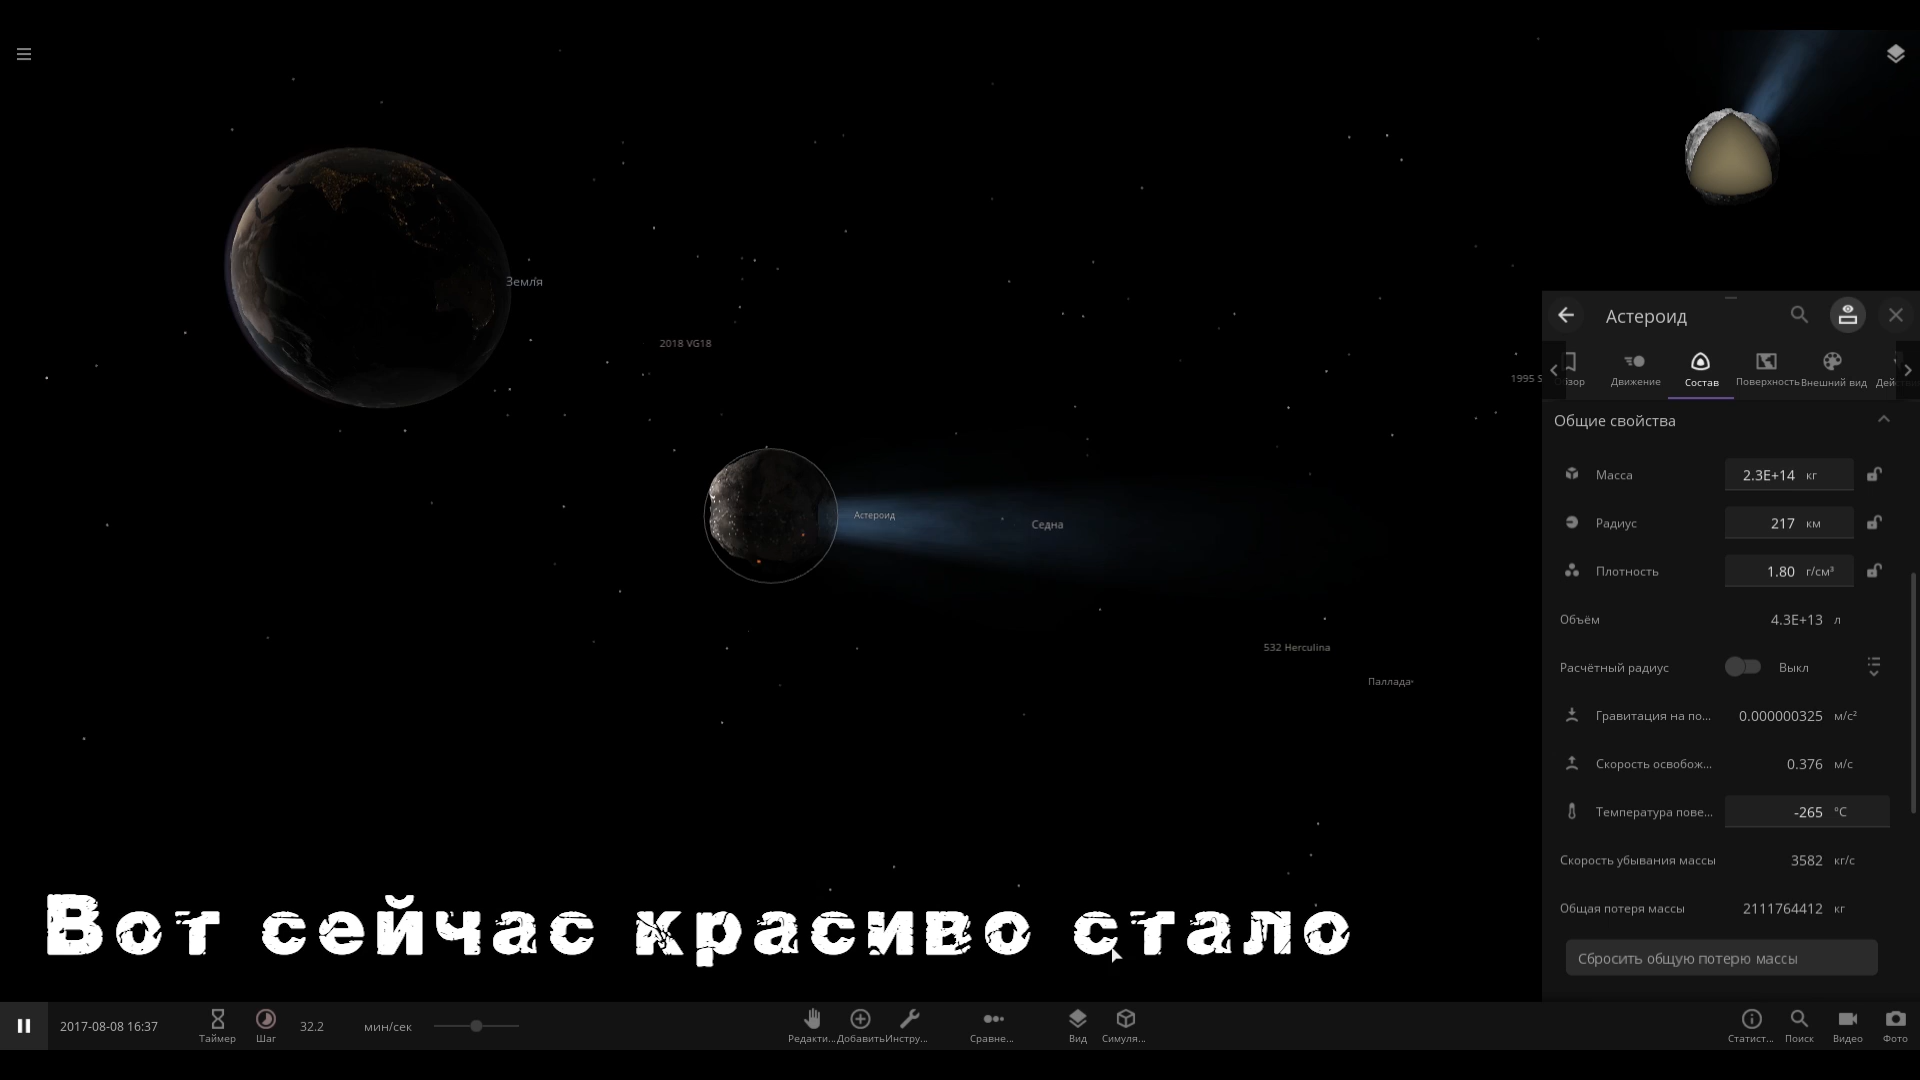 Земля
2018 VG18
1995 S
Астероид
Седна
532 Herculina
Паллада
Астероид
бзор
Движение
Состав
Поверхность
Внешний вид
Дей
Общие свойства
Масса 2.3E+14 кг
Радиус 217 км
Плотность 1.80 г/см³
Объём 4.3E+13 л
Расчётный радиус Выкл
Гравитация на по... 0.000000325 м/с²
Скорость освобож... 0.376 м/с
Температура пове... -265 °C
Скорость убывания массы 3582 кг/с
Общая потеря массы 2111764412 кг
Сбросить общую потерю массы
Вот сейчас красиво стало
2017-08-08 16:37
Таймер
Шаг
32.2 мин/сек
Редакти...
Добавить
Инстру...
Сравне...
Вид
Симуля...
Статист...
Поиск
Видео
Фото